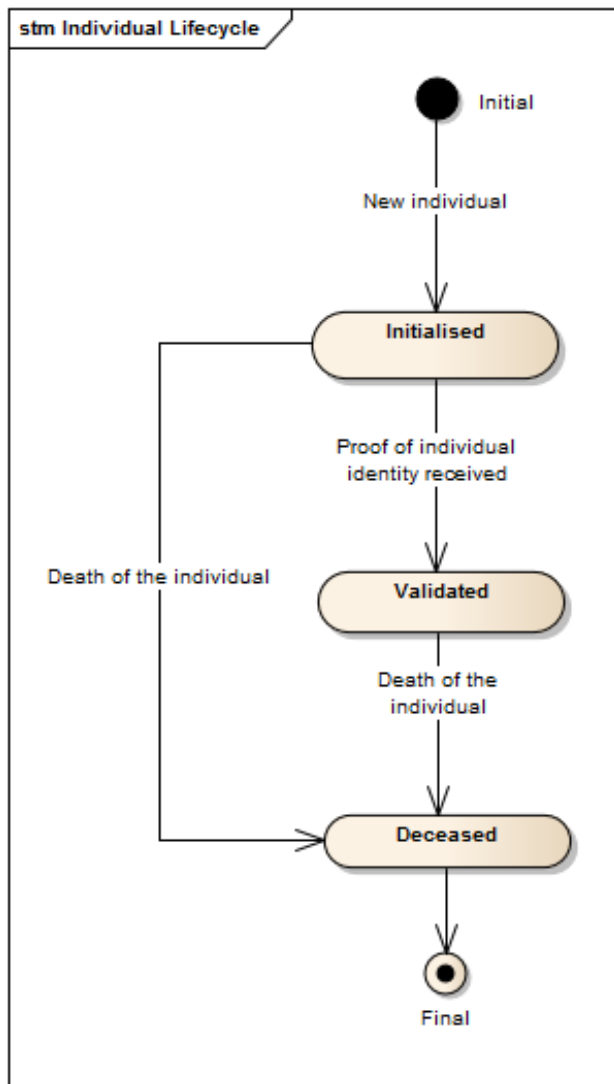 stm Individual Lifecycle
Initial
New individual
Initialised
Proof of individual
identity received
Death of the individual
Validated
Death of the
individual
Deceased
Final